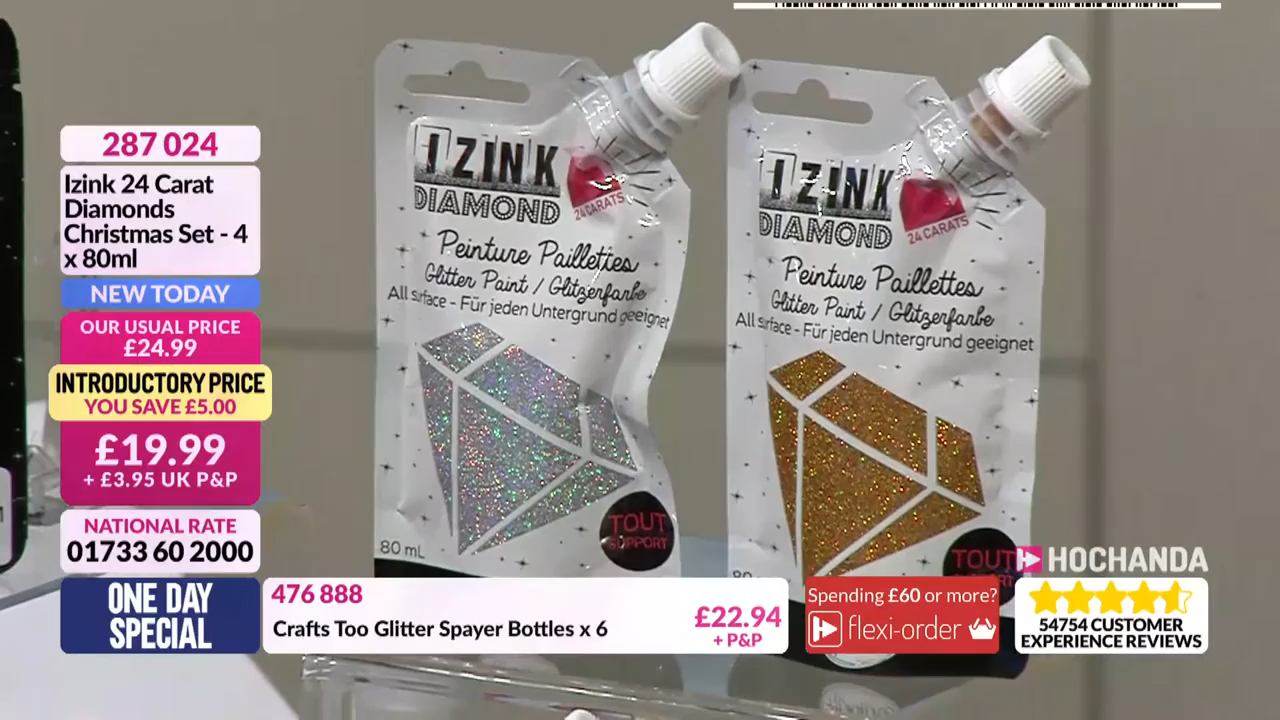 287 024
Izink 24 Carat
Diamonds
Christmas Set - 4
x 80ml
NEW TODAY
OUR USUAL PRICE
£24.99
INTRODUCTORY PRICE
YOU SAVE £5.00
£19.99
+ £3.95 UK P&P
NATIONAL RATE
01733 60 2000
ONE DAY
SPECIAL
476 888
Crafts Too Glitter Spayer Bottles x 6
£22.94
+ P&P
Spending £60 or more?
flexi-order
HOCHANDA
54754 CUSTOMER
EXPERIENCE REVIEWS
IZINK
DIAMOND
24 CARATS
Peinture Paillettes
Glitter Paint / Glitzerfarbe
All surface - Für jeden Untergrund geeignet
TOUT
SUPPORT
80 mL
IZINK
DIAMOND
24 CARATS
Peinture Paillettes
Glitter Paint / Glitzerfarbe
All surface - Für jeden Untergrund geeignet
TOUT
80